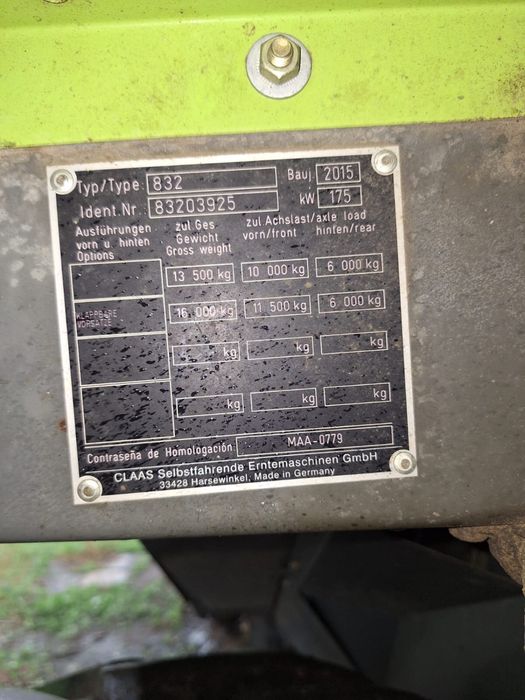 Typ/Type 832 Bauj. 2015
Ident.Nr. 83203925 kW 175
Ausführungen vorn u. hinten Options
zul Ges Gewicht Gross weight
zul. Achslast/axle load vorn/front hinten/rear
13 500 kg 10 000 kg 6 000 kg
KLAPPBARE VORSÄTZE 16 000 kg 11 500 kg 6 000 kg
kg kg kg
kg kg kg
Contraseña de Homologación: MAA-0779
CLAAS Selbstfahrende Erntemaschinen GmbH
33428 Harsewinkel, Made in Germany